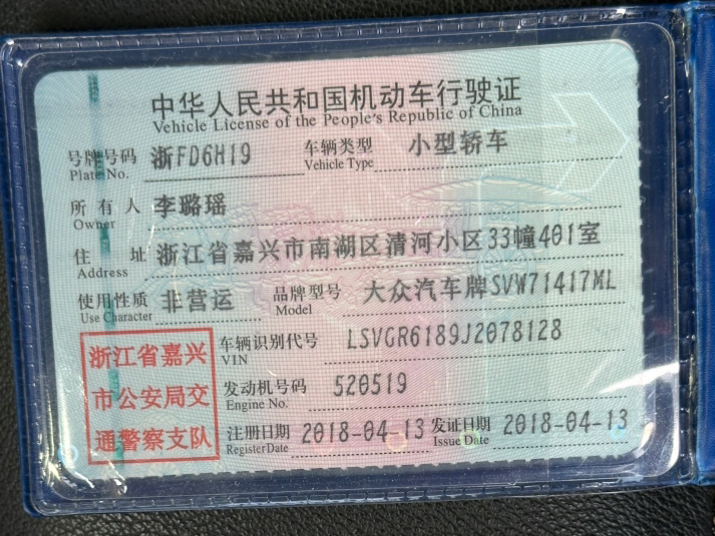 中华人民共和国机动车行驶证
Vehicle License of the People's Republic of China
号牌号码 浙FD6H19 车辆类型 小型轿车
Plate No. Vehicle Type
所有人 李璐瑶
Owner
住址 浙江省嘉兴市南湖区清河小区33幢401室
Address
使用性质 非营运 品牌型号 大众汽车牌SVW71417ML
Use Character Model
浙江省嘉兴
市公安局交
通警察支队
车辆识别代号 LSVGR6189J2078128
VIN
发动机号码 520519
Engine No.
注册日期 2018-04-13 发证日期 2018-04-13
Register Date Issue Date